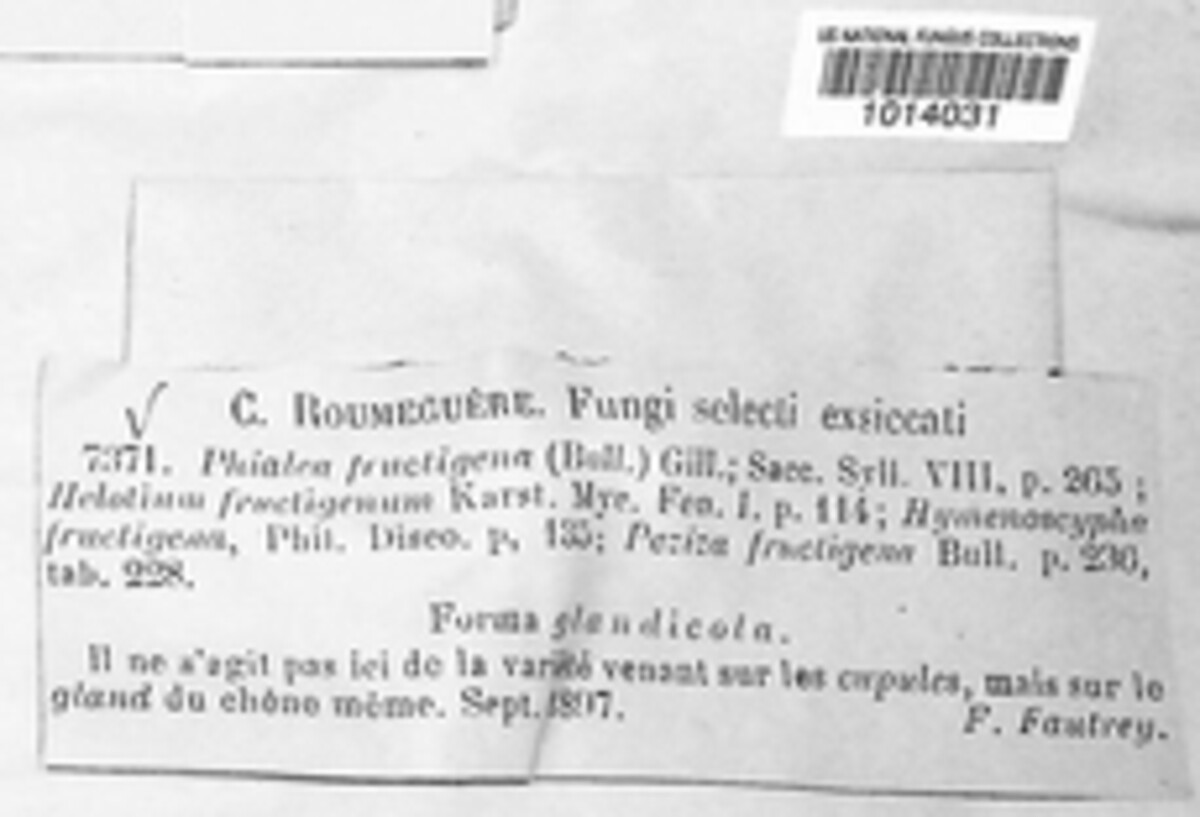 US NATIONAL FUNGUS COLLECTIONS
1014031
C. ROUMEGUÈRE. Fungi selecti exsiccati
7371. Phialea fructigena (Bull.) Gill.; Sacc. Syll. VIII, p. 265 ;
Helotium fructigenum Karst. Myc. Fen. I, p. 114 ; Hymenoscypha
fructigena, Phil. Disco. p. 135; Peziza fructigena Bull. p. 236,
tab. 228.
Forma glandicola.
Il ne s'agit pas ici de la variété venant sur les cupules, mais sur le
gland du chêne même. Sept. 1897.
F. Fautrey.